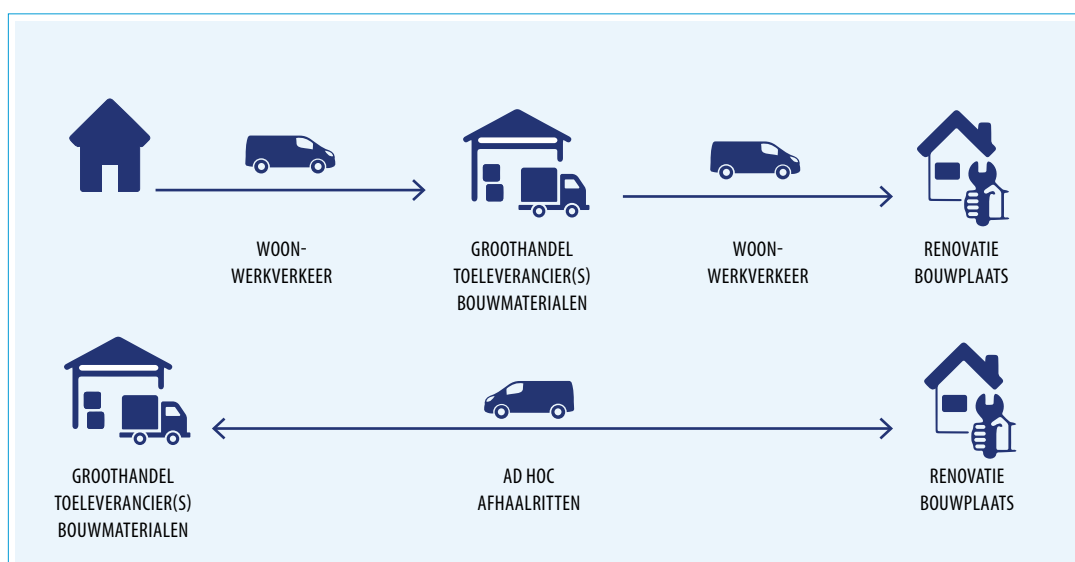 WOON-
WERKVERKEER
GROOTHANDEL
TOELEVERANCIER(S)
BOUWMATERIALEN
WOON-
WERKVERKEER
RENOVATIE
BOUWPLAATS
GROOTHANDEL
TOELEVERANCIER(S)
BOUWMATERIALEN
AD HOC
AFHAALRITTEN
RENOVATIE
BOUWPLAATS